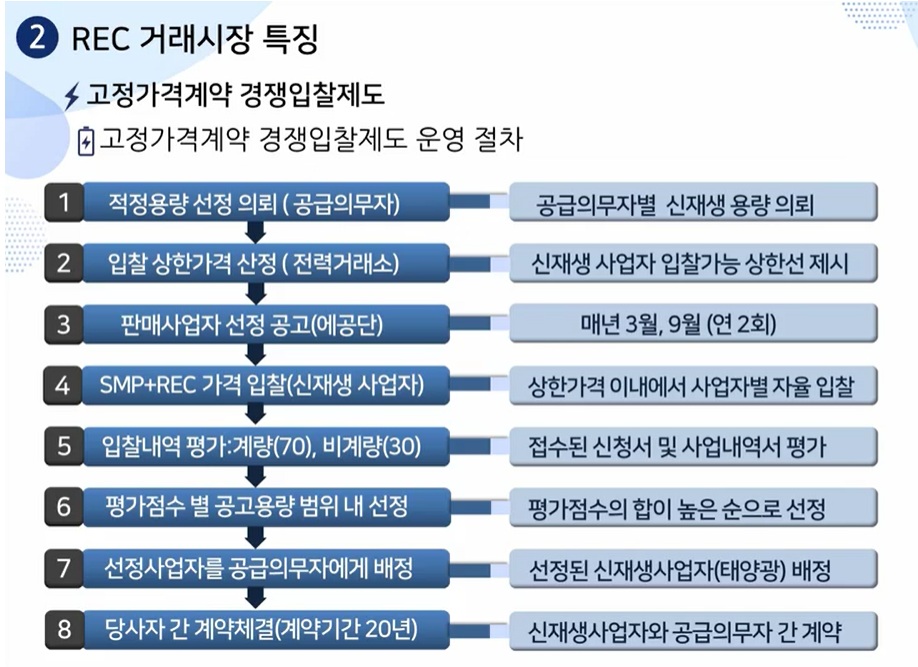 2 REC 거래시장 특징
고정가격계약 경쟁입찰제도
고정가격계약 경쟁입찰제도 운영 절차
1 적정용량 선정 의뢰 ( 공급의무자) 공급의무자별 신재생 용량 의뢰
2 입찰 상한가격 산정 ( 전력거래소) 신재생 사업자 입찰가능 상한선 제시
3 판매사업자 선정 공고(에공단) 매년 3월, 9월 (연 2회)
4 SMP+REC 가격 입찰(신재생 사업자) 상한가격 이내에서 사업자별 자율 입찰
5 입찰내역 평가:계량(70), 비계량(30) 접수된 신청서 및 사업내역서 평가
6 평가점수 별 공고용량 범위 내 선정 평가점수의 합이 높은 순으로 선정
7 선정사업자를 공급의무자에게 배정 선정된 신재생사업자(태양광) 배정
8 당사자 간 계약체결(계약기간 20년) 신재생사업자와 공급의무자 간 계약